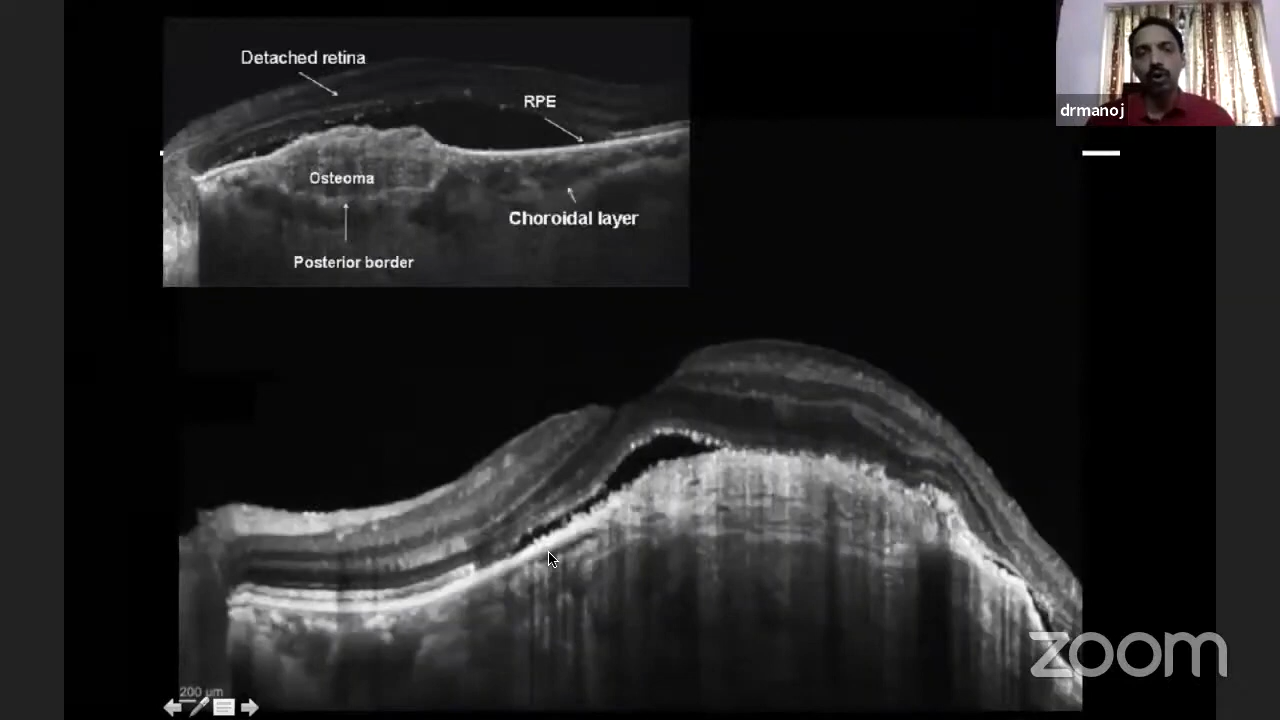 Detached retina
RPE
drmanoj
Osteoma
Choroidal layer
Posterior border
zoom
200 µm